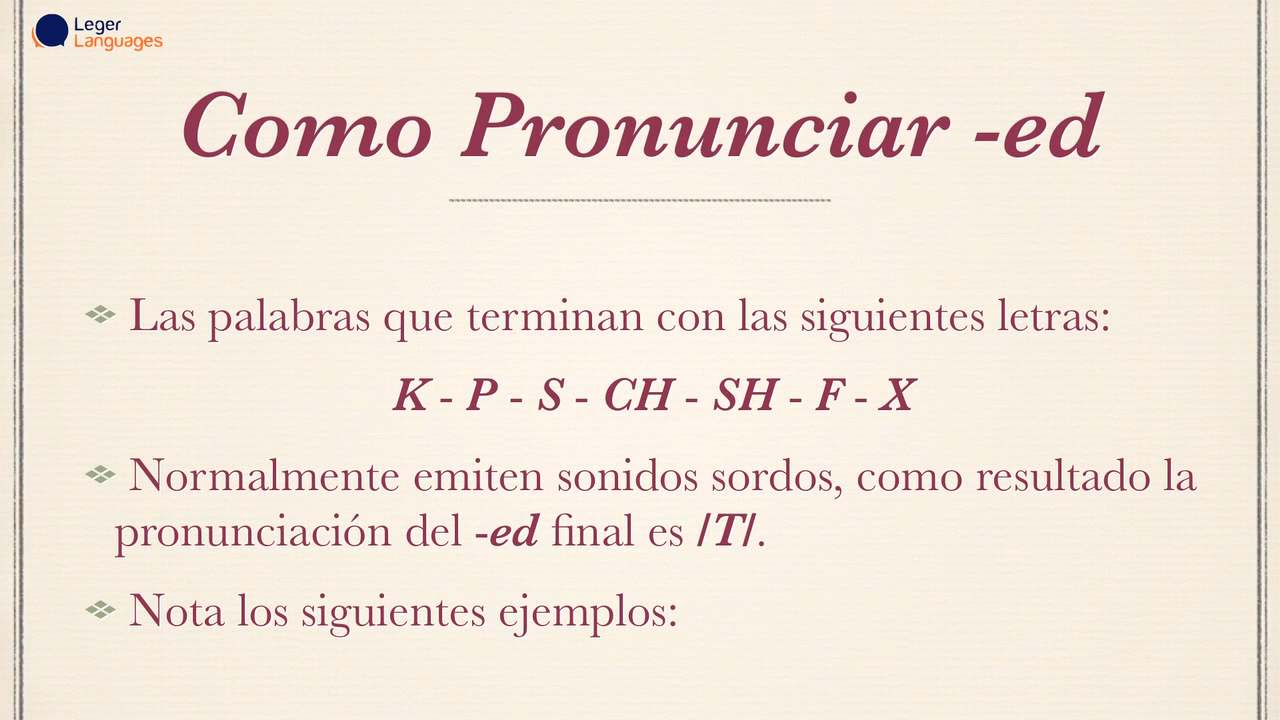 Leger
Languages
Como Pronunciar -ed
Las palabras que terminan con las siguientes letras:
K - P - S - CH - SH - F - X
Normalmente emiten sonidos sordos, como resultado la
pronunciación del -ed final es /T/.
Nota los siguientes ejemplos: